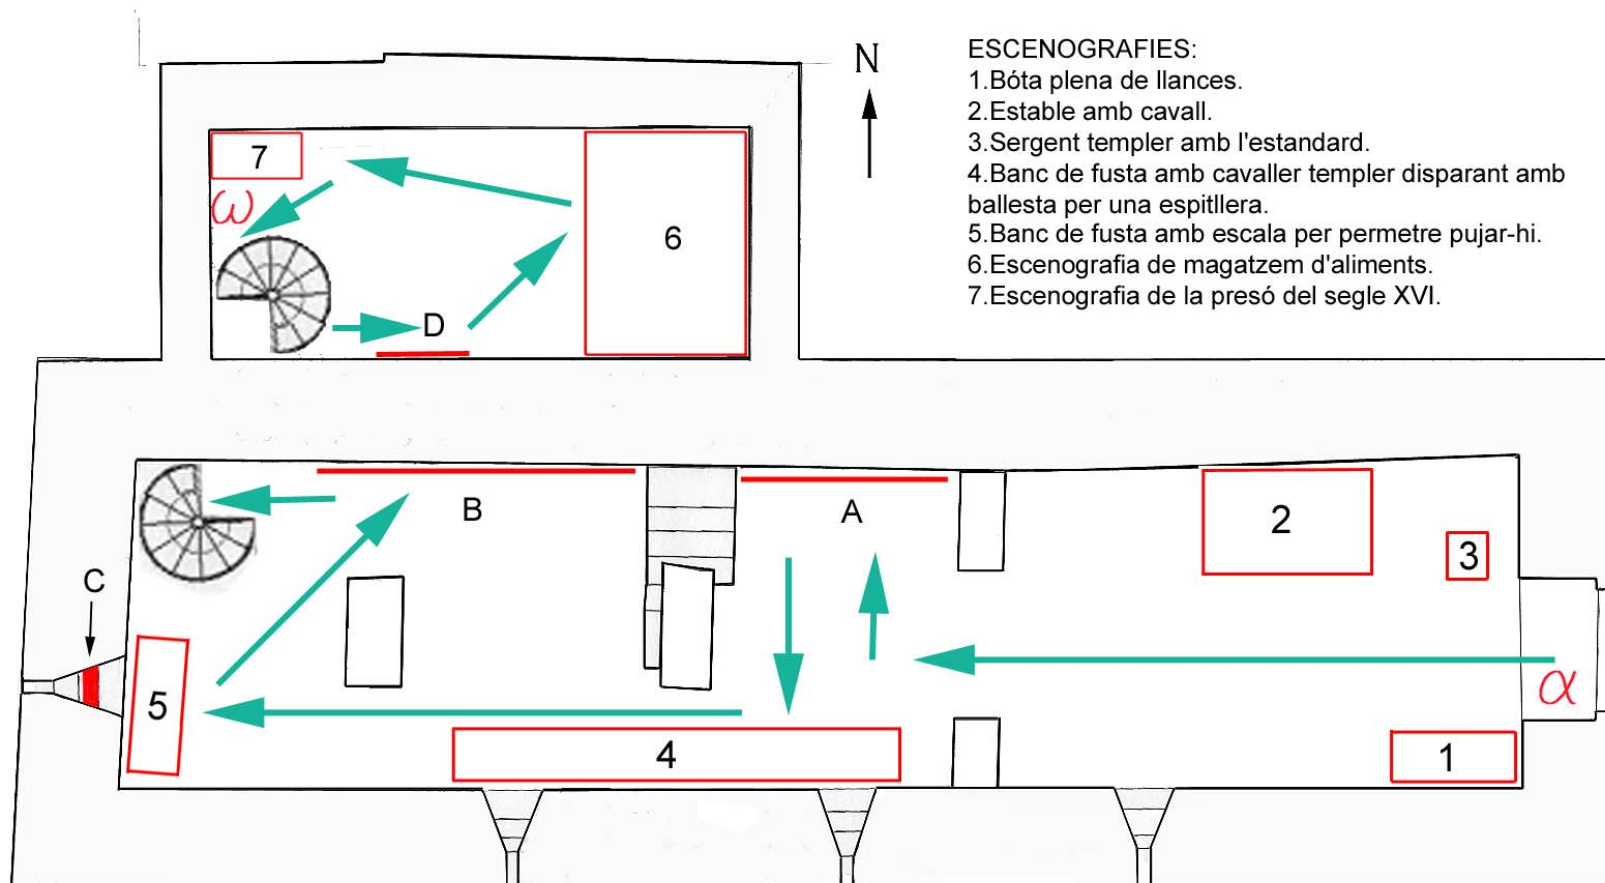 N
ESCENOGRAFIES:
1.Bóta plena de llances.
2.Estable amb cavall.
3.Sergent templer amb l'estandard.
4.Banc de fusta amb cavaller templer disparant amb
ballesta per una espitllera.
5.Banc de fusta amb escala per permetre pujar-hi.
6.Escenografia de magatzem d'aliments.
7.Escenografia de la presó del segle XVI.
7
ω
6
D
B
A
2
3
C
5
4
α
1